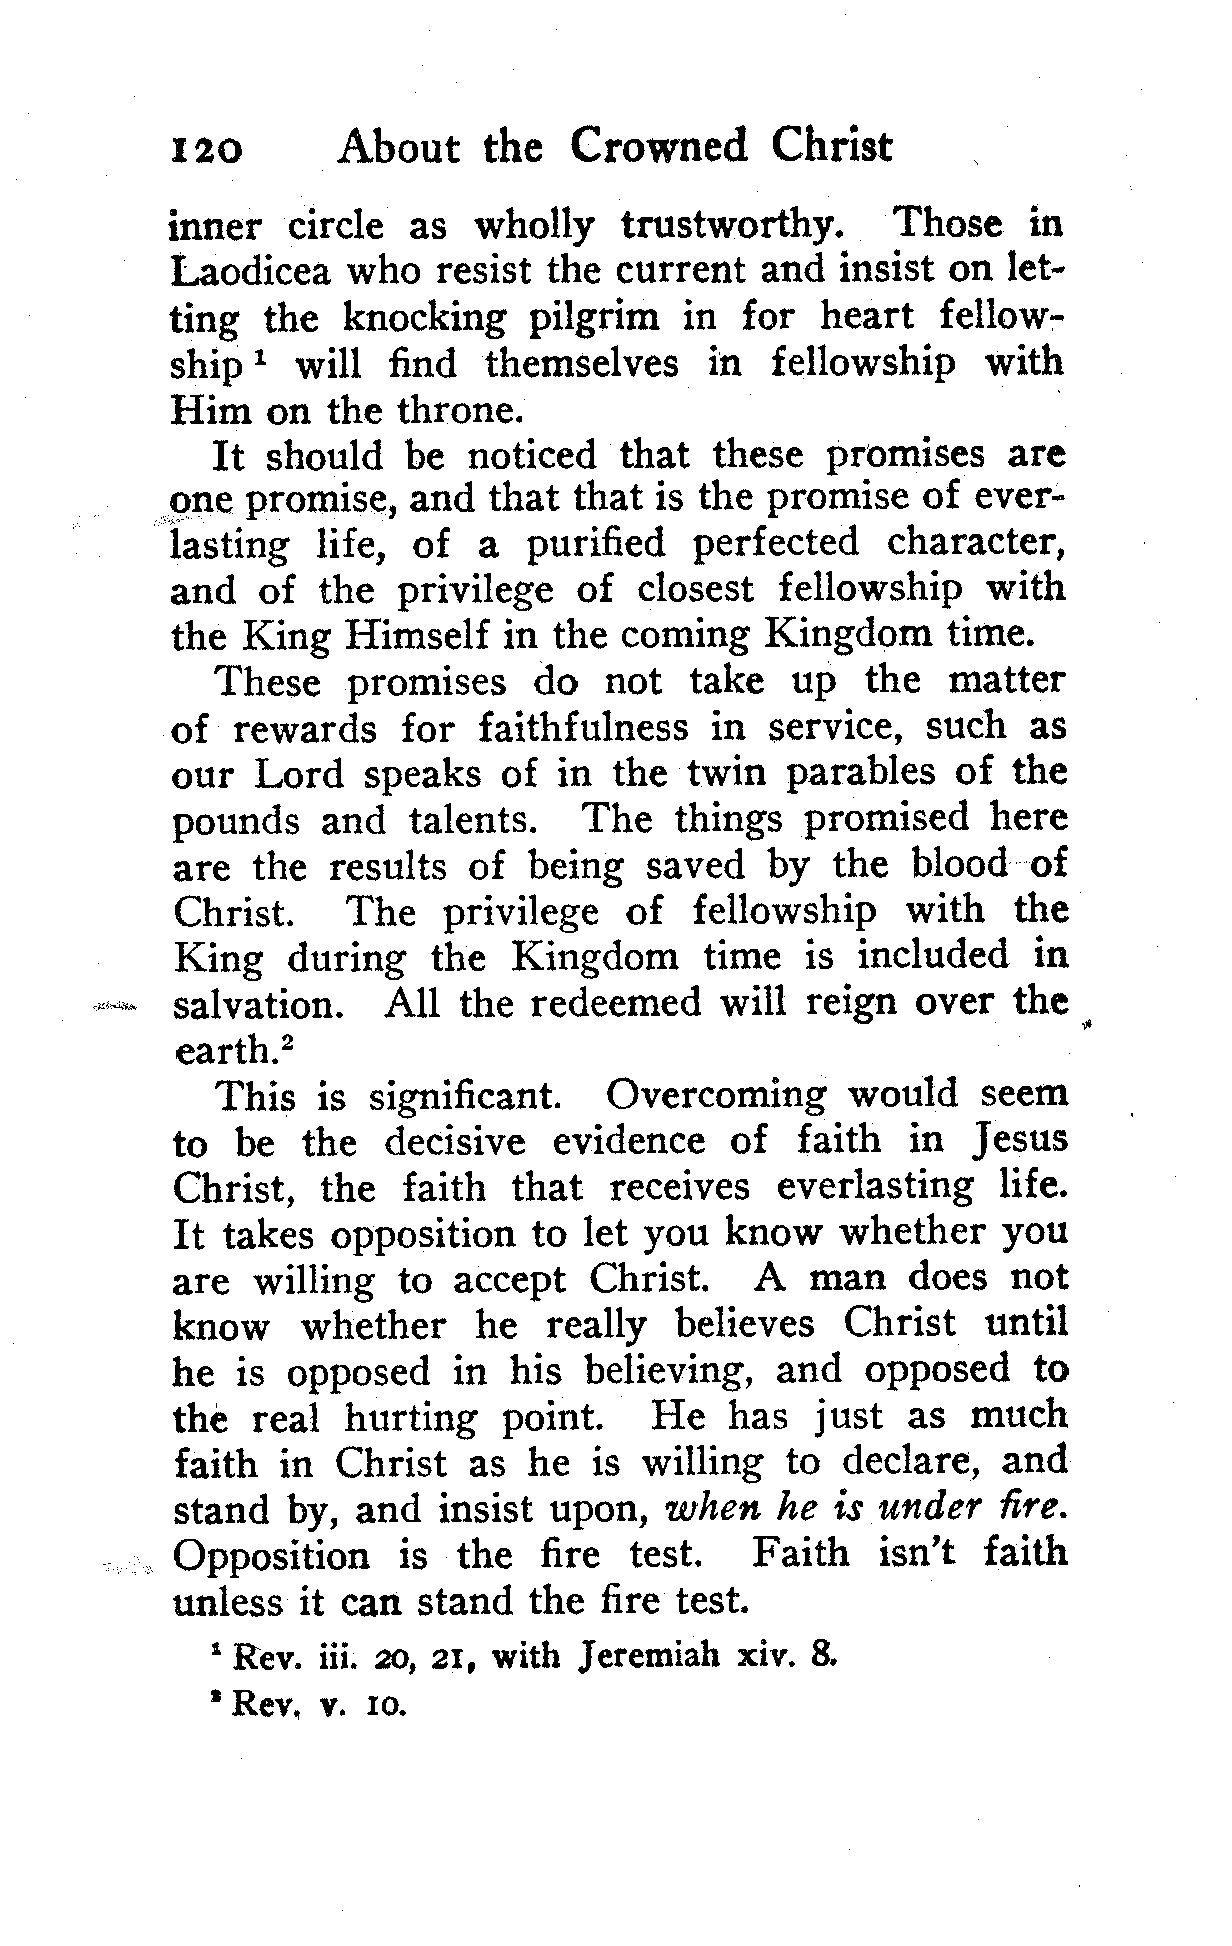 120 About the Crowned Christ
inner circle as wholly trustworthy. Those in
Laodicea who resist the current and insist on let-
ting the knocking pilgrim in for heart fellow-
ship ¹ will find themselves in fellowship with
Him on the throne.
It should be noticed that these promises are
one promise, and that that is the promise of ever-
lasting life, of a purified perfected character,
and of the privilege of closest fellowship with
the King Himself in the coming Kingdom time.
These promises do not take up the matter
of rewards for faithfulness in service, such as
our Lord speaks of in the twin parables of the
pounds and talents. The things promised here
are the results of being saved by the blood of
Christ. The privilege of fellowship with the
King during the Kingdom time is included in
salvation. All the redeemed will reign over the
earth.²
This is significant. Overcoming would seem
to be the decisive evidence of faith in Jesus
Christ, the faith that receives everlasting life.
It takes opposition to let you know whether you
are willing to accept Christ. A man does not
know whether he really believes Christ until
he is opposed in his believing, and opposed to
the real hurting point. He has just as much
faith in Christ as he is willing to declare, and
stand by, and insist upon, when he is under fire.
Opposition is the fire test. Faith isn't faith
unless it can stand the fire test.
¹ Rev. iii. 20, 21, with Jeremiah xiv. 8.
² Rev. v. 10.